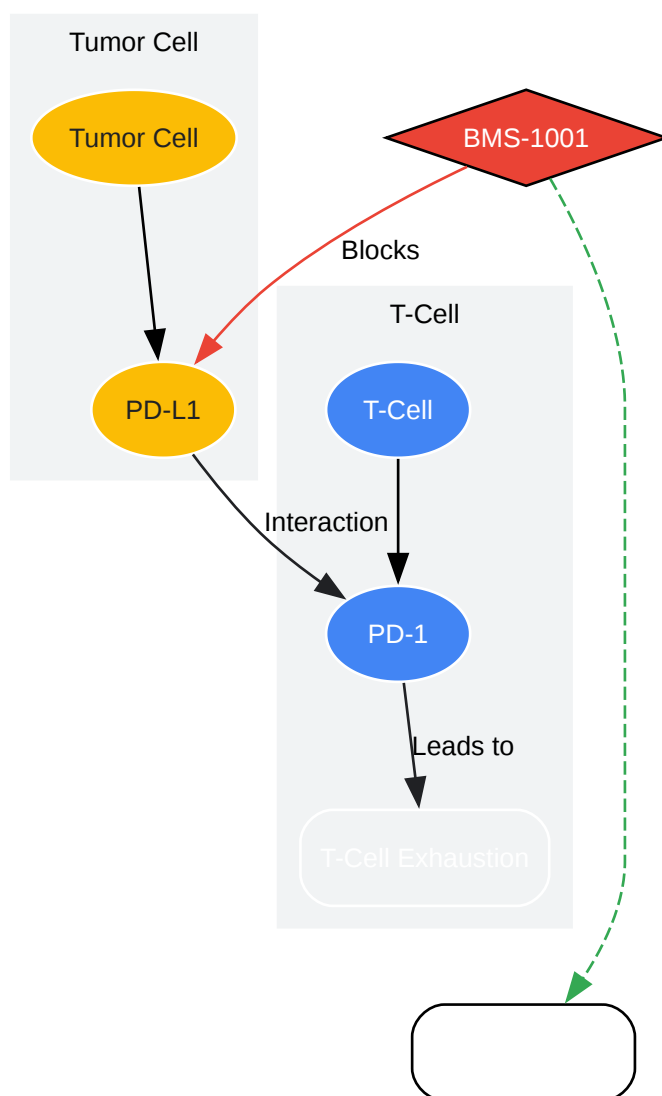 Tumor Cell
Tumor Cell
BMS-1001
Blocks
T-Cell
PD-L1
T-Cell
Interaction
PD-1
Leads to
T-Cell Exhaustion